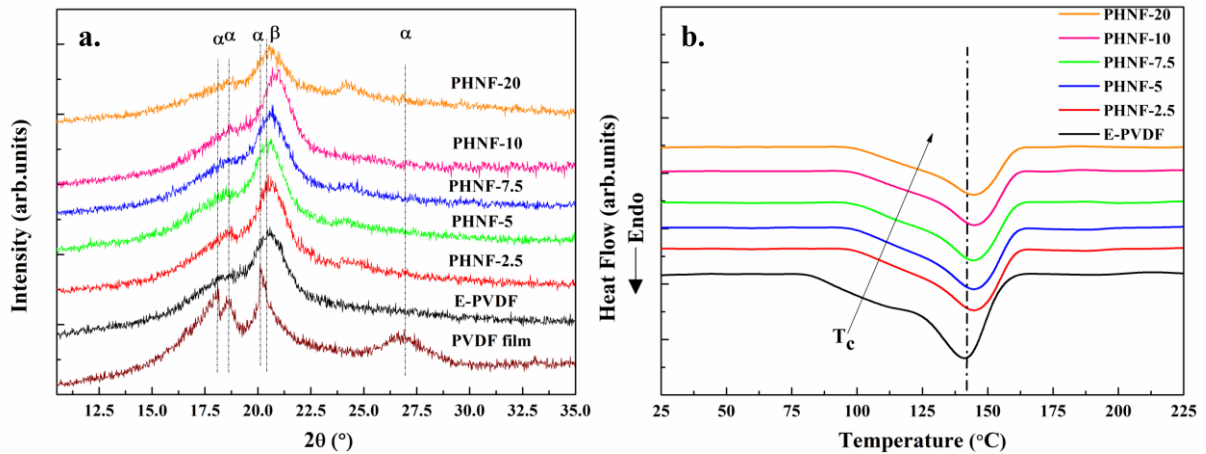 a.
α α α β α
PHNF-20
PHNF-10
PHNF-7.5
PHNF-5
PHNF-2.5
E-PVDF
PVDF film
Intensity (arb.units)
12.5 15.0 17.5 20.0 22.5 25.0 27.5 30.0 32.5 35.0
2θ (°)
b.
PHNF-20
PHNF-10
PHNF-7.5
PHNF-5
PHNF-2.5
E-PVDF
Tc
Heat Flow (arb.units)
Endo
25 50 75 100 125 150 175 200 225
Temperature (°C)